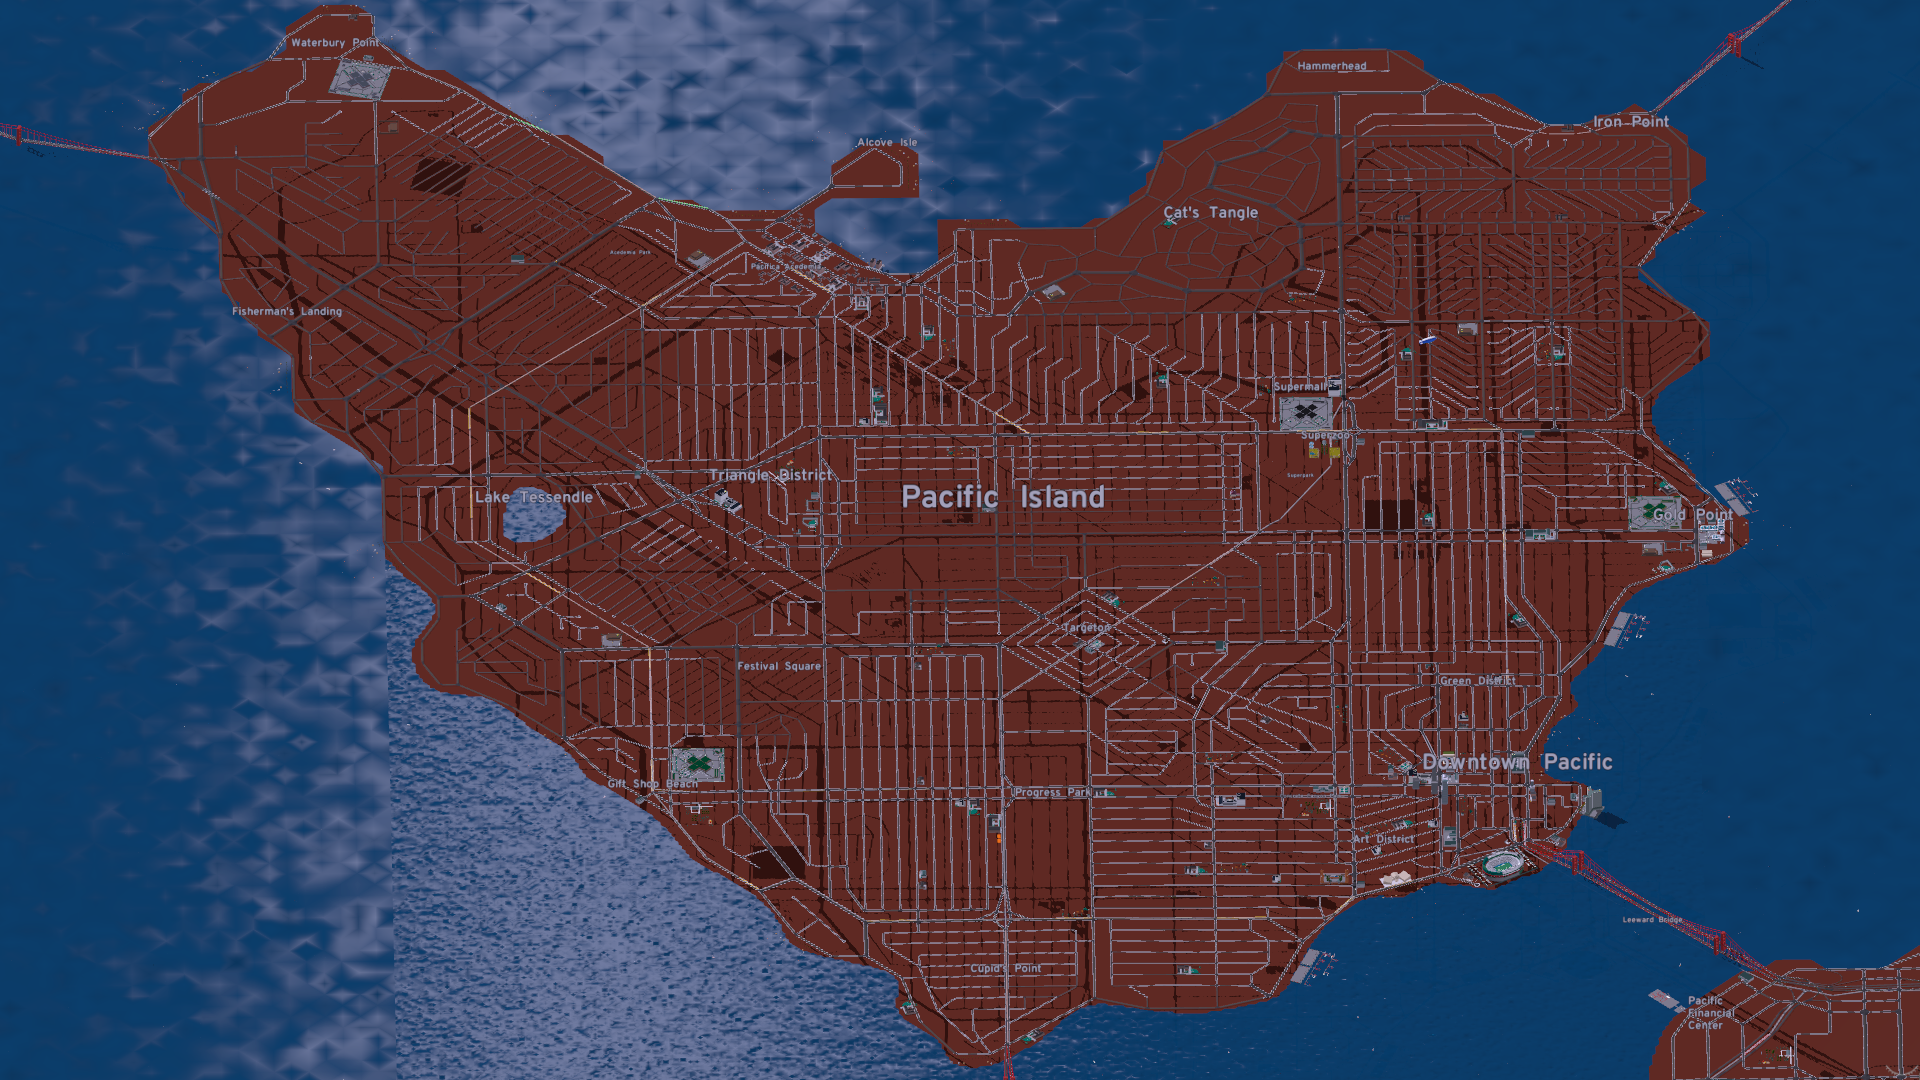 Waterbury Point
Hammerhead
Iron Point
Alcove Isle
Cat's Tangle
Academia Park
Pacifica Academia
Fisherman's Landing
Supermall
Superzoo
Triangle District
Superpark
Lake Tessendle
Pacific Island
Gold Point
Targeton
Festival Square
Green District
Downtown Pacific
Gift Shop Beach
Progress Park
Art District
Leeward Bridge
Cupid's Point
Pacific
Financial
Center